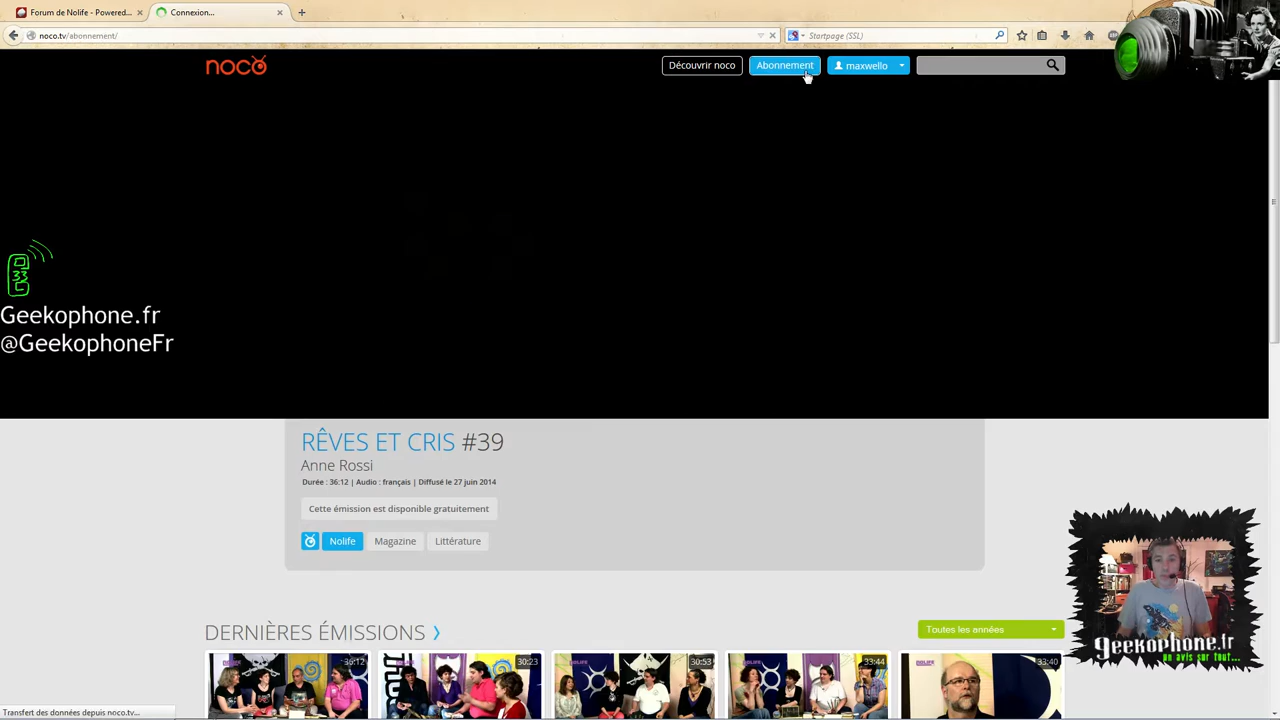 Forum de Nolife - Powered...
Connexion...
noco.tv/abonnement/
Startpage (SSL)
noco
Découvrir noco
Abonnement
maxwello
Geekophone.fr
@GeekophoneFr
RÊVES ET CRIS #39
Anne Rossi
Durée : 36:12 | Audio : français | Diffusé le 27 juin 2014
Cette émission est disponible gratuitement
Nolife
Magazine
Littérature
DERNIÈRES ÉMISSIONS
Toutes les années
36:12
30:23
30:53
33:44
33:40
Transfert des données depuis noco.tv...
geekophone.fr
un avis sur tout...